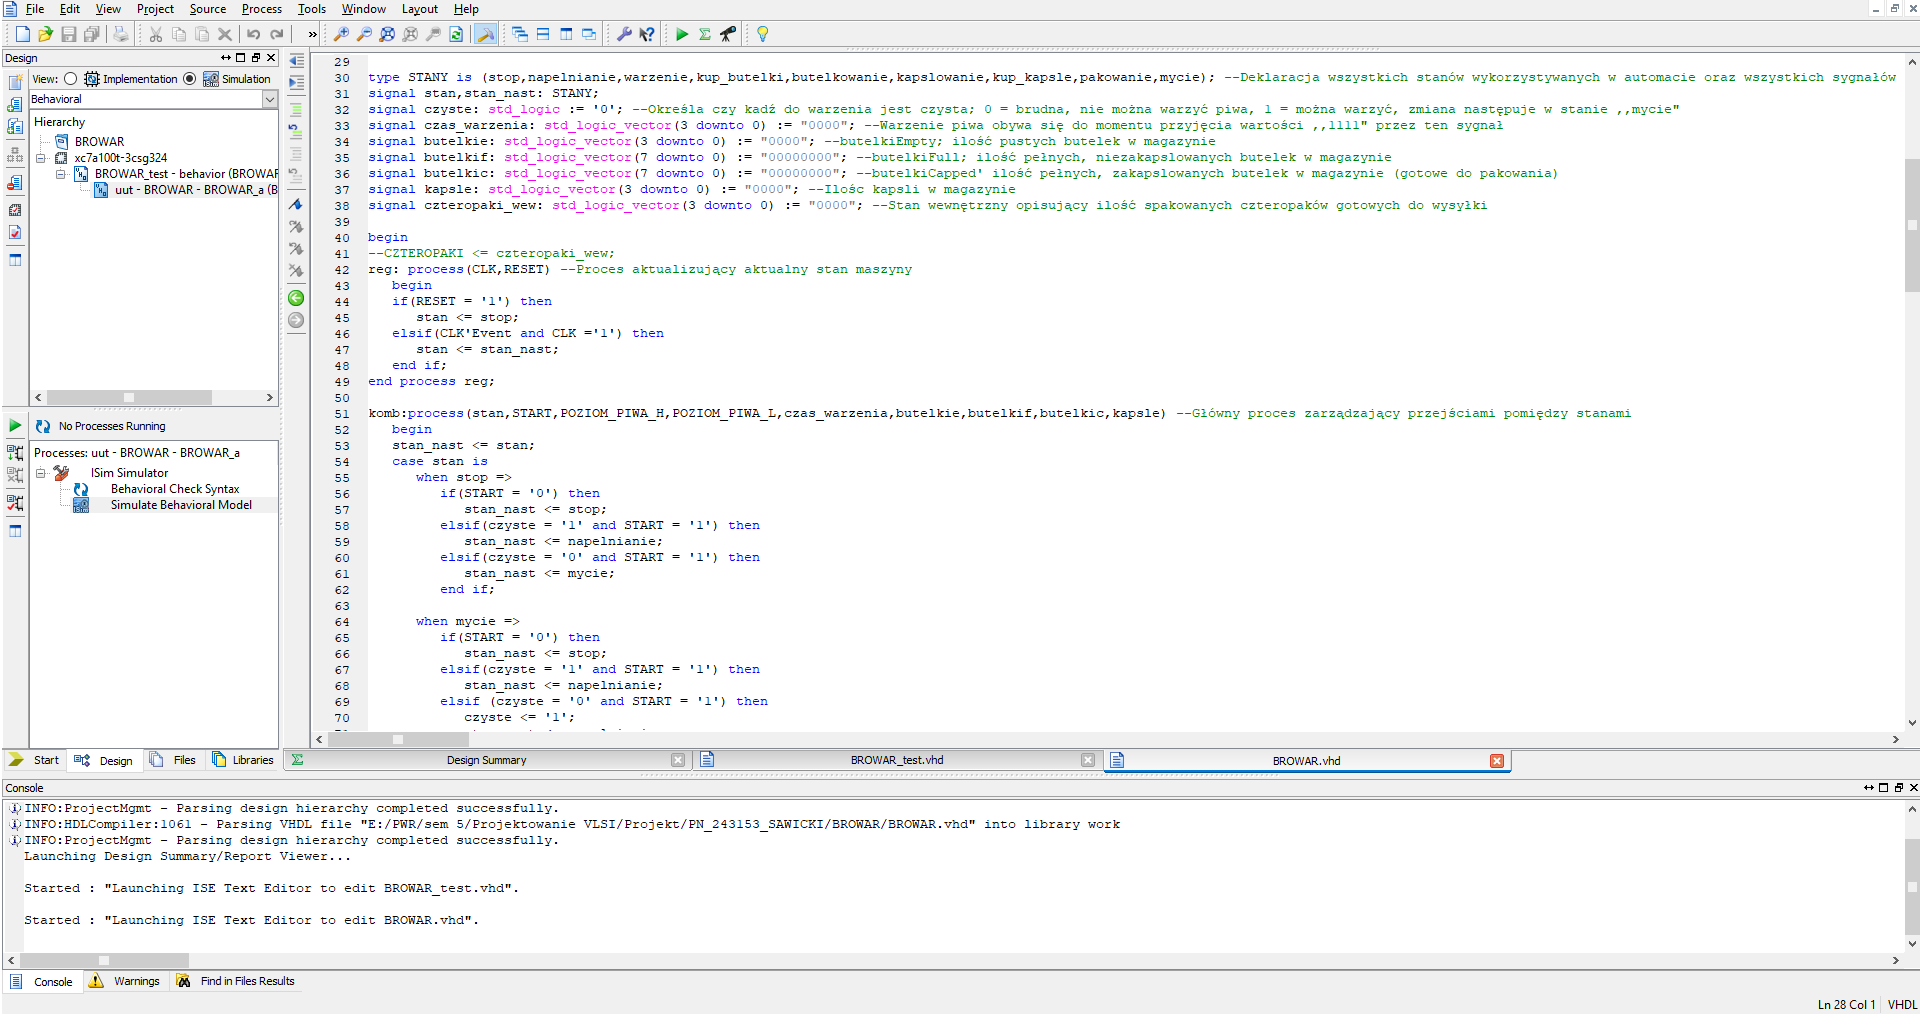 File Edit View Project Source Process Tools Window Layout Help
Design
View: Implementation Simulation
Behavioral
Hierarchy
BROWAR
xc7a100t-3csg324
BROWAR_test - behavior (BROWAR
uut - BROWAR - BROWAR_a (B
No Processes Running
Processes: uut - BROWAR - BROWAR_a
ISim Simulator
Behavioral Check Syntax
Simulate Behavioral Model
Start Design Files Libraries
29
30 type STANY is (stop,napelnianie,warzenie,kup_butelki,butelkowanie,kapslowanie,kup_kapsle,pakowanie,mycie); --Deklaracja wszystkich stanów wykorzystywanych w automacie oraz wszystkich sygnałów
31 signal stan,stan_nast: STANY;
32 signal czyste: std_logic := '0'; --Określa czy kadź do warzenia jest czysta; 0 = brudna, nie można warzyć piwa, 1 = można warzyć, zmiana następuje w stanie ,,mycie"
33 signal czas_warzenia: std_logic_vector(3 downto 0) := "0000"; --Warzenie piwa obywa się do momentu przyjęcia wartości ,,1111" przez ten sygnał
34 signal butelkie: std_logic_vector(3 downto 0) := "0000"; --butelkiEmpty; ilość pustych butelek w magazynie
35 signal butelkif: std_logic_vector(7 downto 0) := "00000000"; --butelkiFull; ilość pełnych, niezakapslowanych butelek w magazynie
36 signal butelkic: std_logic_vector(7 downto 0) := "00000000"; --butelkiCapped' ilość pełnych, zakapslowanych butelek w magazynie (gotowe do pakowania)
37 signal kapsle: std_logic_vector(3 downto 0) := "0000"; --Ilośc kapsli w magazynie
38 signal czteropaki_wew: std_logic_vector(3 downto 0) := "0000"; --Stan wewnętrzny opisujący ilość spakowanych czteropaków gotowych do wysyłki
39
40 begin
41 --CZTEROPAKI <= czteropaki_wew;
42 reg: process(CLK,RESET) --Proces aktualizujący aktualny stan maszyny
43 begin
44 if(RESET = '1') then
45 stan <= stop;
46 elsif(CLK'Event and CLK ='1') then
47 stan <= stan_nast;
48 end if;
49 end process reg;
50
51 komb:process(stan,START,POZIOM_PIWA_H,POZIOM_PIWA_L,czas_warzenia,butelkie,butelkif,butelkic,kapsle) --Główny proces zarządzający przejściami pomiędzy stanami
52 begin
53 stan_nast <= stan;
54 case stan is
55 when stop =>
56 if(START = '0') then
57 stan_nast <= stop;
58 elsif(czyste = '1' and START = '1') then
59 stan_nast <= napelnianie;
60 elsif(czyste = '0' and START = '1') then
61 stan_nast <= mycie;
62 end if;
63
64 when mycie =>
65 if(START = '0') then
66 stan_nast <= stop;
67 elsif(czyste = '1' and START = '1') then
68 stan_nast <= napelnianie;
69 elsif (czyste = '0' and START = '1') then
70 czyste <= '1';
Design Summary BROWAR_test.vhd BROWAR.vhd
Console
INFO:ProjectMgmt - Parsing design hierarchy completed successfully.
INFO:HDLCompiler:1061 - Parsing VHDL file "E:/PWR/sem 5/Projektowanie VLSI/Projekt/PN_243153_SAWICKI/BROWAR/BROWAR.vhd" into library work
INFO:ProjectMgmt - Parsing design hierarchy completed successfully.
Launching Design Summary/Report Viewer...
Started : "Launching ISE Text Editor to edit BROWAR_test.vhd".
Started : "Launching ISE Text Editor to edit BROWAR.vhd".
Console Warnings Find in Files Results
Ln 28 Col 1 VHDL